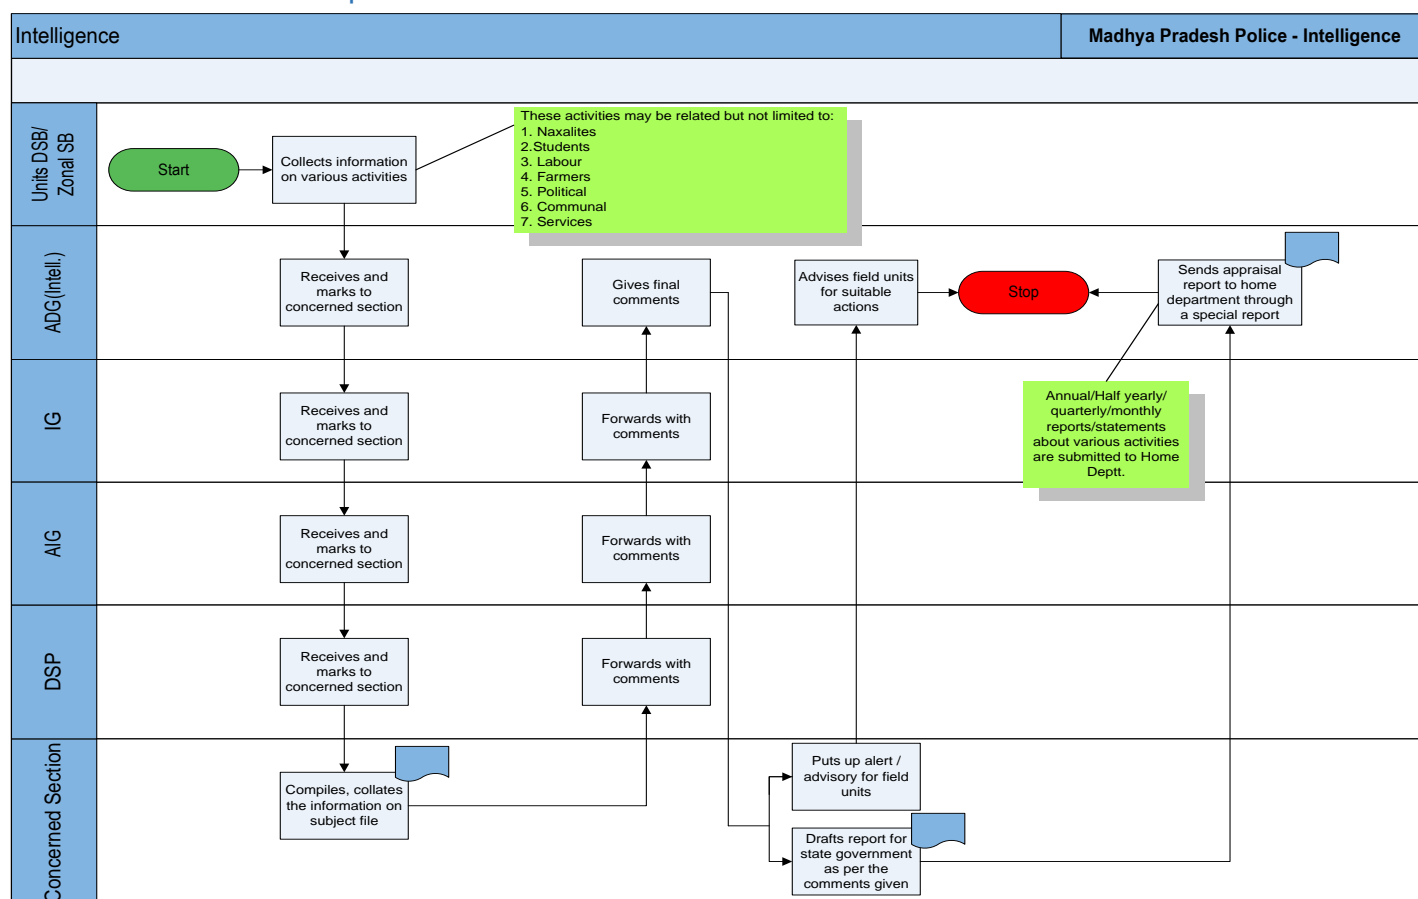 Intelligence
Madhya Pradesh Police - Intelligence
Units DSB/
Zonal SB
Start
Collects information
on various activities
These activities may be related but not limited to:
1. Naxalites
2.Students
3. Labour
4. Farmers
5. Political
6. Communal
7. Services
ADG(Intell.)
Receives and
marks to
concerned section
Gives final
comments
Advises field units
for suitable
actions
Stop
Sends appraisal
report to home
department through
a special report
IG
Receives and
marks to
concerned section
Forwards with
comments
Annual/Half yearly/
quarterly/monthly
reports/statements
about various activities
are submitted to Home
Deptt.
AIG
Receives and
marks to
concerned section
Forwards with
comments
DSP
Receives and
marks to
concerned section
Forwards with
comments
Concerned Section
Compiles, collates
the information on
subject file
Puts up alert /
advisory for field
units
Drafts report for
state government
as per the
comments given